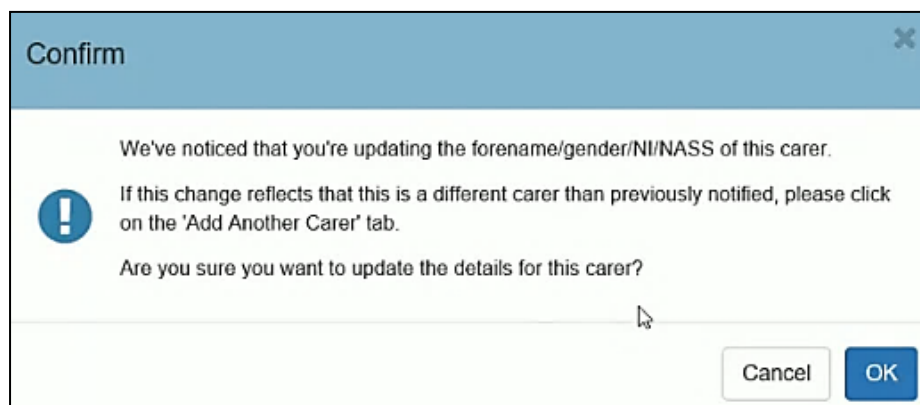 Confirm
We've noticed that you're updating the forename/gender/NI/NASS of this carer.
If this change reflects that this is a different carer than previously notified, please click
on the 'Add Another Carer' tab.
Are you sure you want to update the details for this carer?
Cancel OK